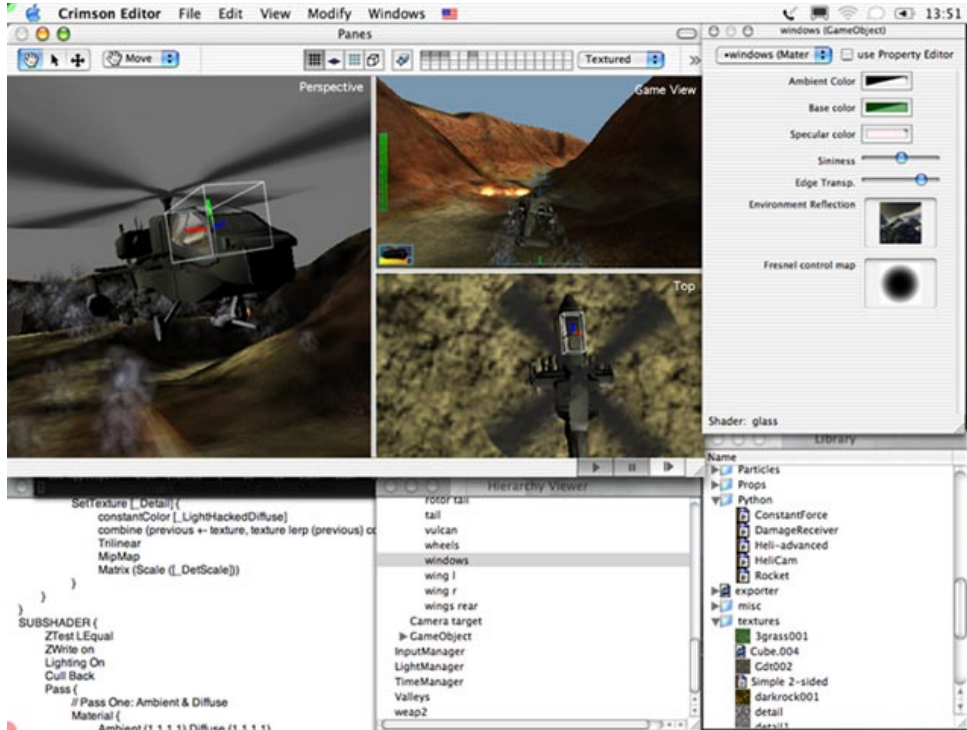 Crimson Editor File Edit View Modify Windows 13:51
Panes
Move
Textured
Perspective
Game View
Top
windows (GameObject)
•windows (Mater
use Property Editor
Ambient Color
Base color
Specular color
Sininess
Edge Transp.
Environment Reflection
Fresnel control map
Shader: glass
SetTexture [_Detail] {
constantColor [_LightHackedDiffuse]
combine (previous +- texture, texture lerp (previous)
Trilinear
MipMap
Matrix (Scale ([_DetScale]))
}
}
}
SUBSHADER {
ZTest LEqual
ZWrite on
Lighting On
Cull Back
Pass {
// Pass One: Ambient & Diffuse
Material {
Ambient (1,1,1,1) Diffuse (1,1,1,1)
Hierarchy Viewer
rotor tail
tail
vulcan
wheels
windows
wing l
wing r
wings rear
Camera target
GameObject
InputManager
LightManager
TimeManager
Valleys
weap2
Library
Name
Particles
Props
Python
ConstantForce
DamageReceiver
Heli-advanced
HeliCam
Rocket
exporter
misc
textures
3grass001
Cube.004
Gdt002
Simple 2-sided
darkrock001
detail
detail1